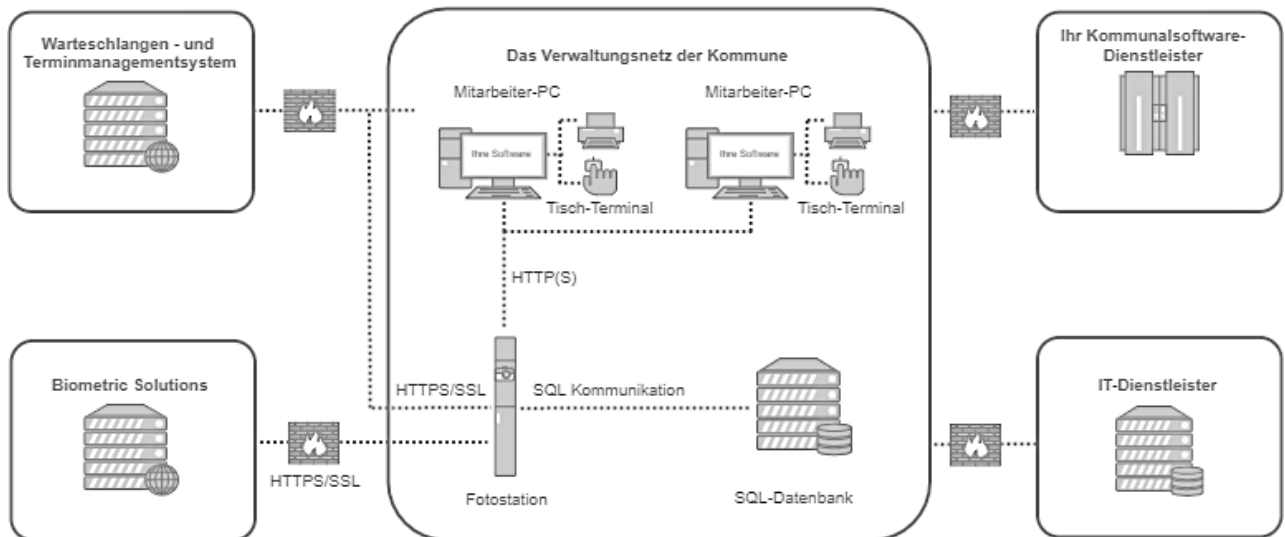 Warteschlangen - und
Terminmanagementsystem
Das Verwaltungsnetz der Kommune
Mitarbeiter-PC
Ihre Software
Tisch-Terminal
Mitarbeiter-PC
Ihre Software
Tisch-Terminal
Ihr Kommunalsoftware-
Dienstleister
HTTP(S)
Biometric Solutions
HTTPS/SSL
HTTPS/SSL
SQL Kommunikation
Fotostation
SQL-Datenbank
IT-Dienstleister